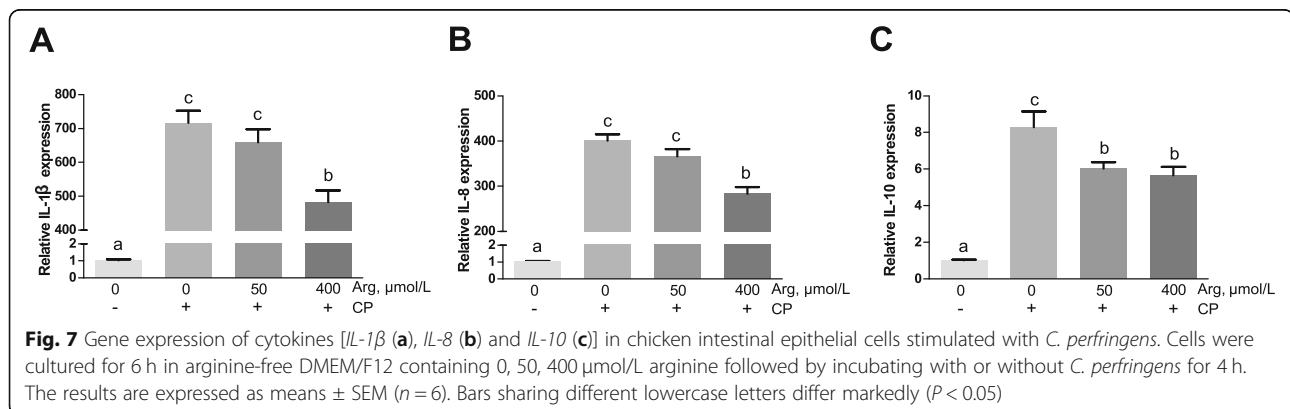 A
B
C
Relative IL-1β expression
800
700
600
500
400
2
1
0
a
c
c
b
0 0 50 400 Arg, μmol/L
- + + + CP
Relative IL-8 expression
500
400
300
200
2
1
0
a
c
c
b
0 0 50 400 Arg, μmol/L
- + + + CP
Relative IL-10 expression
10
8
6
4
2
0
a
c
b
b
0 0 50 400 Arg, μmol/L
- + + + CP
Fig. 7 Gene expression of cytokines [IL-1β (a), IL-8 (b) and IL-10 (c)] in chicken intestinal epithelial cells stimulated with C. perfringens. Cells were
cultured for 6 h in arginine-free DMEM/F12 containing 0, 50, 400 μmol/L arginine followed by incubating with or without C. perfringens for 4 h.
The results are expressed as means ± SEM (n = 6). Bars sharing different lowercase letters differ markedly (P < 0.05)